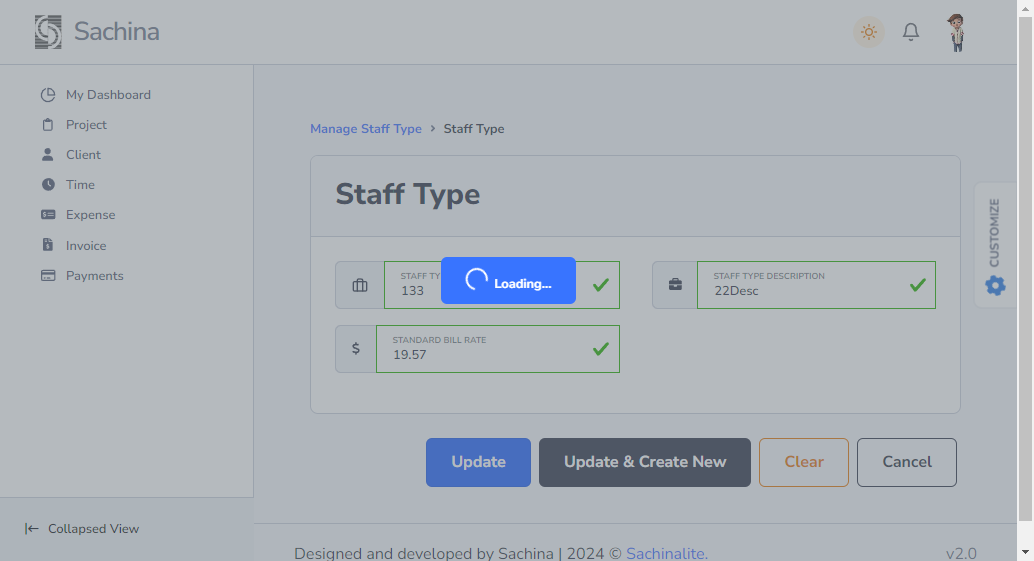 Sachina
My Dashboard
Project
Client
Time
Expense
Invoice
Payments
Collapsed View
Manage Staff Type > Staff Type
Staff Type
STAFF TY
133
Loading...
STAFF TYPE DESCRIPTION
22Desc
$
STANDARD BILL RATE
19.57
CUSTOMIZE
Update
Update & Create New
Clear
Cancel
Designed and developed by Sachina | 2024 © Sachinalite.
v2.0